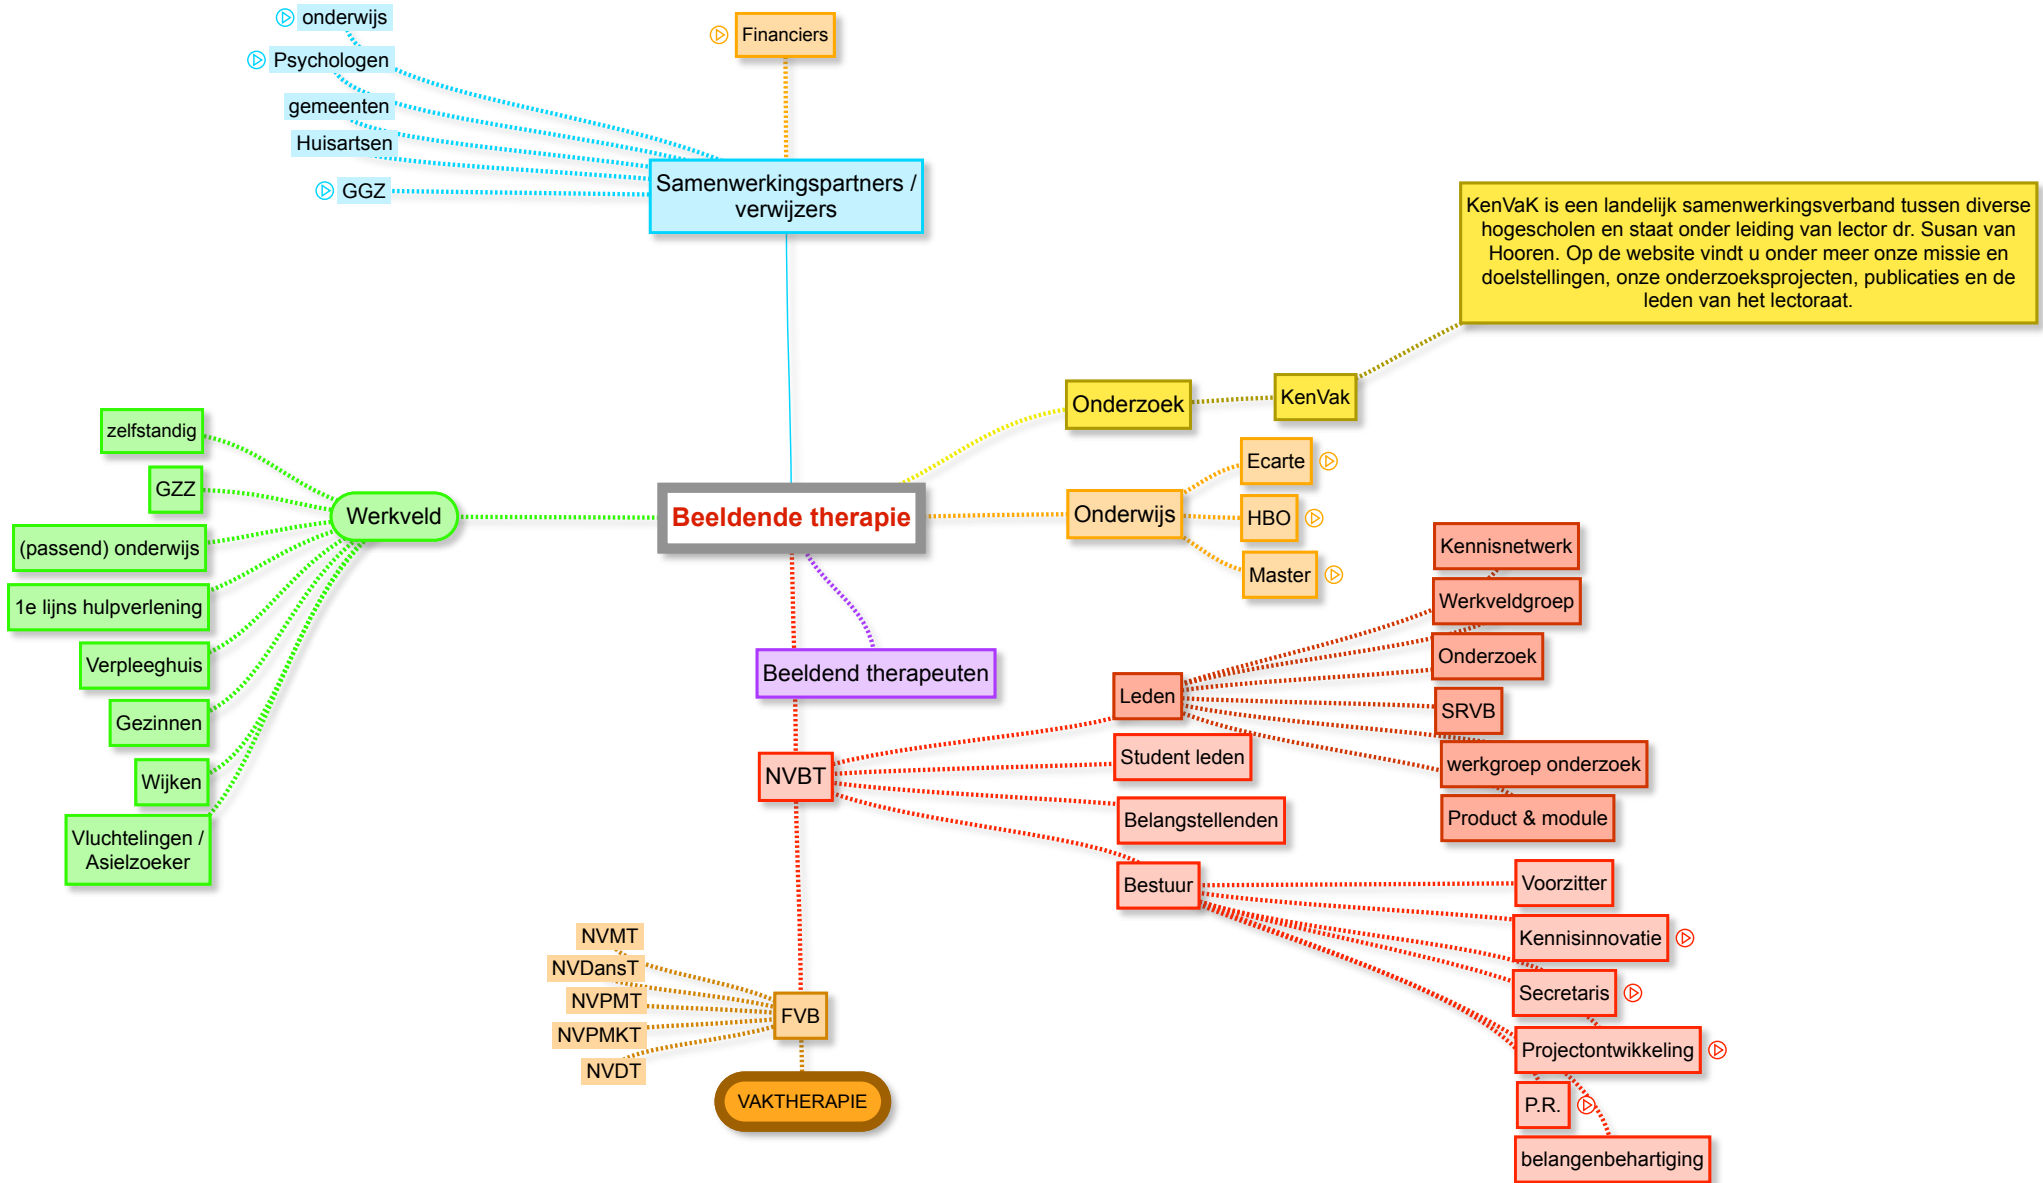 onderwijs
Psychologen
gemeenten
Huisartsen
GGZ
Financiers
Samenwerkingspartners /
verwijzers
KenVaK is een landelijk samenwerkingsverband tussen diverse
hogescholen en staat onder leiding van lector dr. Susan van
Hooren. Op de website vindt u onder meer onze missie en
doelstellingen, onze onderzoeksprojecten, publicaties en de
leden van het lectoraat.
Onderzoek
KenVak
zelfstandig
GZZ
(passend) onderwijs
1e lijns hulpverlening
Verpleeghuis
Gezinnen
Wijken
Vluchtelingen /
Asielzoeker
Werkveld
Beeldende therapie
Onderwijs
Ecarte
HBO
Master
Beeldend therapeuten
NVBT
Leden
Student leden
Belangstellenden
Bestuur
Kennisnetwerk
Werkveldgroep
Onderzoek
SRVB
werkgroep onderzoek
Product & module
Voorzitter
Kennisinnovatie
Secretaris
Projectontwikkeling
P.R.
belangenbehartiging
NVMT
NVDansT
NVPMT
NVPMKT
NVDT
FVB
VAKTHERAPIE